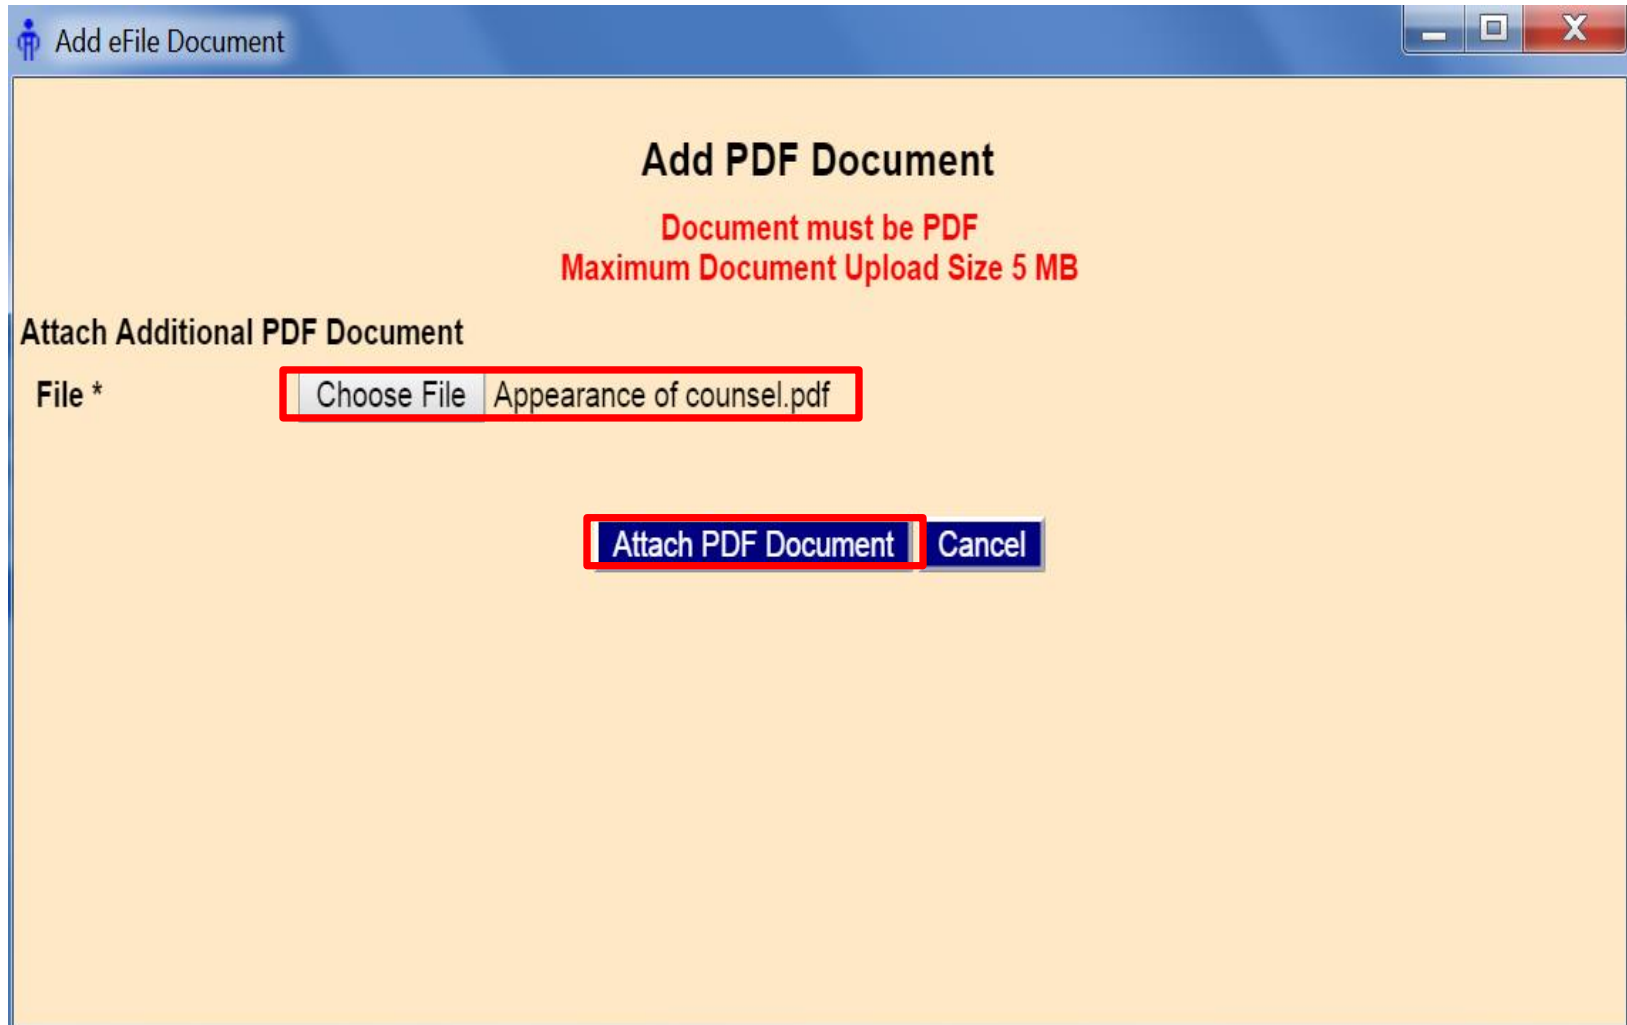 Add eFile Document
X
Add PDF Document
Document must be PDF
Maximum Document Upload Size 5 MB
Attach Additional PDF Document
File * Choose File Appearance of counsel.pdf
Attach PDF Document Cancel